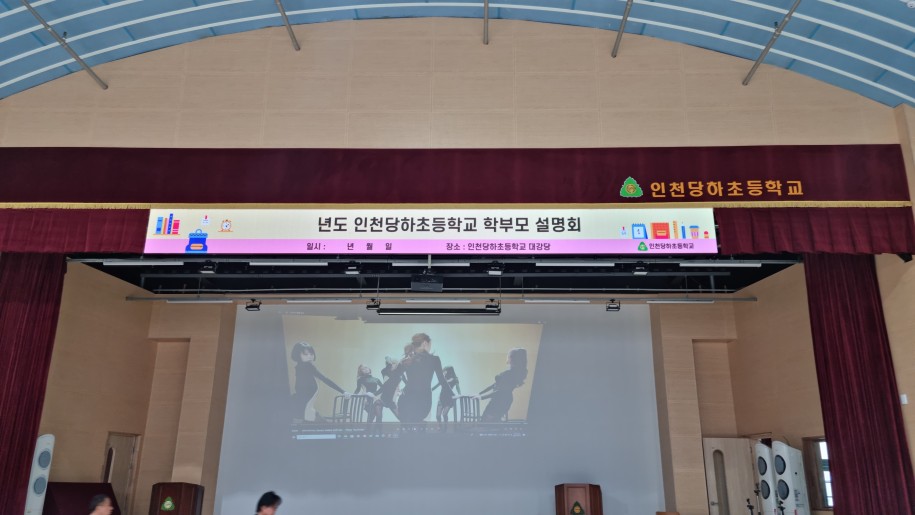 인천당하초등학교
년도 인천당하초등학교 학부모 설명회
일시 : 년 월 일 장소 : 인천당하초등학교 대강당
인천당하초등학교